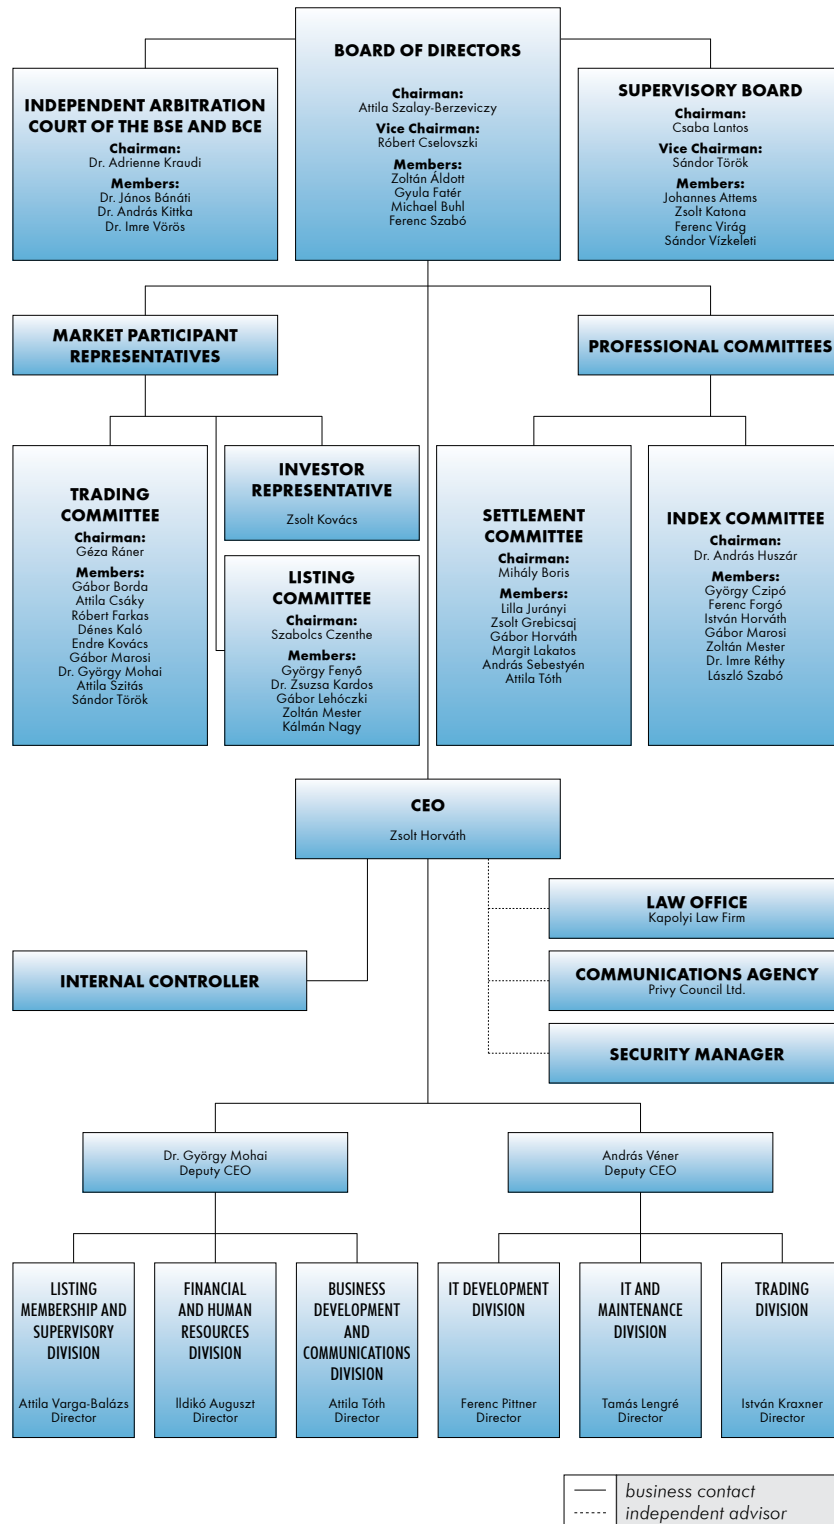 BOARD OF DIRECTORS
Chairman:
Attila Szalay-Berzeviczy
Vice Chairman:
Róbert Cselovszki
Members:
Zoltán Áldott
Gyula Fatér
Michael Buhl
Ferenc Szabó
INDEPENDENT ARBITRATION
COURT OF THE BSE AND BCE
Chairman:
Dr. Adrienne Kraudi
Members:
Dr. János Bánáti
Dr. András Kittka
Dr. Imre Vörös
SUPERVISORY BOARD
Chairman:
Csaba Lantos
Vice Chairman:
Sándor Török
Members:
Johannes Attems
Zsolt Katona
Ferenc Virág
Sándor Vízkeleti
MARKET PARTICIPANT
REPRESENTATIVES
PROFESSIONAL COMMITTEES
TRADING
COMMITTEE
Chairman:
Géza Ráner
Members:
Gábor Borda
Attila Csáky
Róbert Farkas
Dénes Kaló
Endre Kovács
Gábor Marosi
Dr. György Mohai
Attila Szitás
Sándor Török
INVESTOR
REPRESENTATIVE
Zsolt Kovács
LISTING
COMMITTEE
Chairman:
Szabolcs Czenthe
Members:
György Fenyő
Dr. Zsuzsa Kardos
Gábor Lehóczki
Zoltán Mester
Kálmán Nagy
SETTLEMENT
COMMITTEE
Chairman:
Mihály Boris
Members:
Lilla Jurányi
Zsolt Grebicsaj
Gábor Horváth
Margit Lakatos
András Sebestyén
Attila Tóth
INDEX COMMITTEE
Chairman:
Dr. András Huszár
Members:
György Czipó
Ferenc Forgó
István Horváth
Gábor Marosi
Zoltán Mester
Dr. Imre Réthy
László Szabó
CEO
Zsolt Horváth
LAW OFFICE
Kapolyi Law Firm
INTERNAL CONTROLLER
COMMUNICATIONS AGENCY
Privy Council Ltd.
SECURITY MANAGER
Dr. György Mohai
Deputy CEO
András Véner
Deputy CEO
LISTING
MEMBERSHIP AND
SUPERVISORY
DIVISION
Attila Varga-Balázs
Director
FINANCIAL
AND HUMAN
RESOURCES
DIVISION
Ildikó Auguszt
Director
BUSINESS
DEVELOPMENT
AND
COMMUNICATIONS
DIVISION
Attila Tóth
Director
IT DEVELOPMENT
DIVISION
Ferenc Pittner
Director
IT AND
MAINTENANCE
DIVISION
Tamás Lengré
Director
TRADING
DIVISION
István Kraxner
Director
business contact
independent advisor